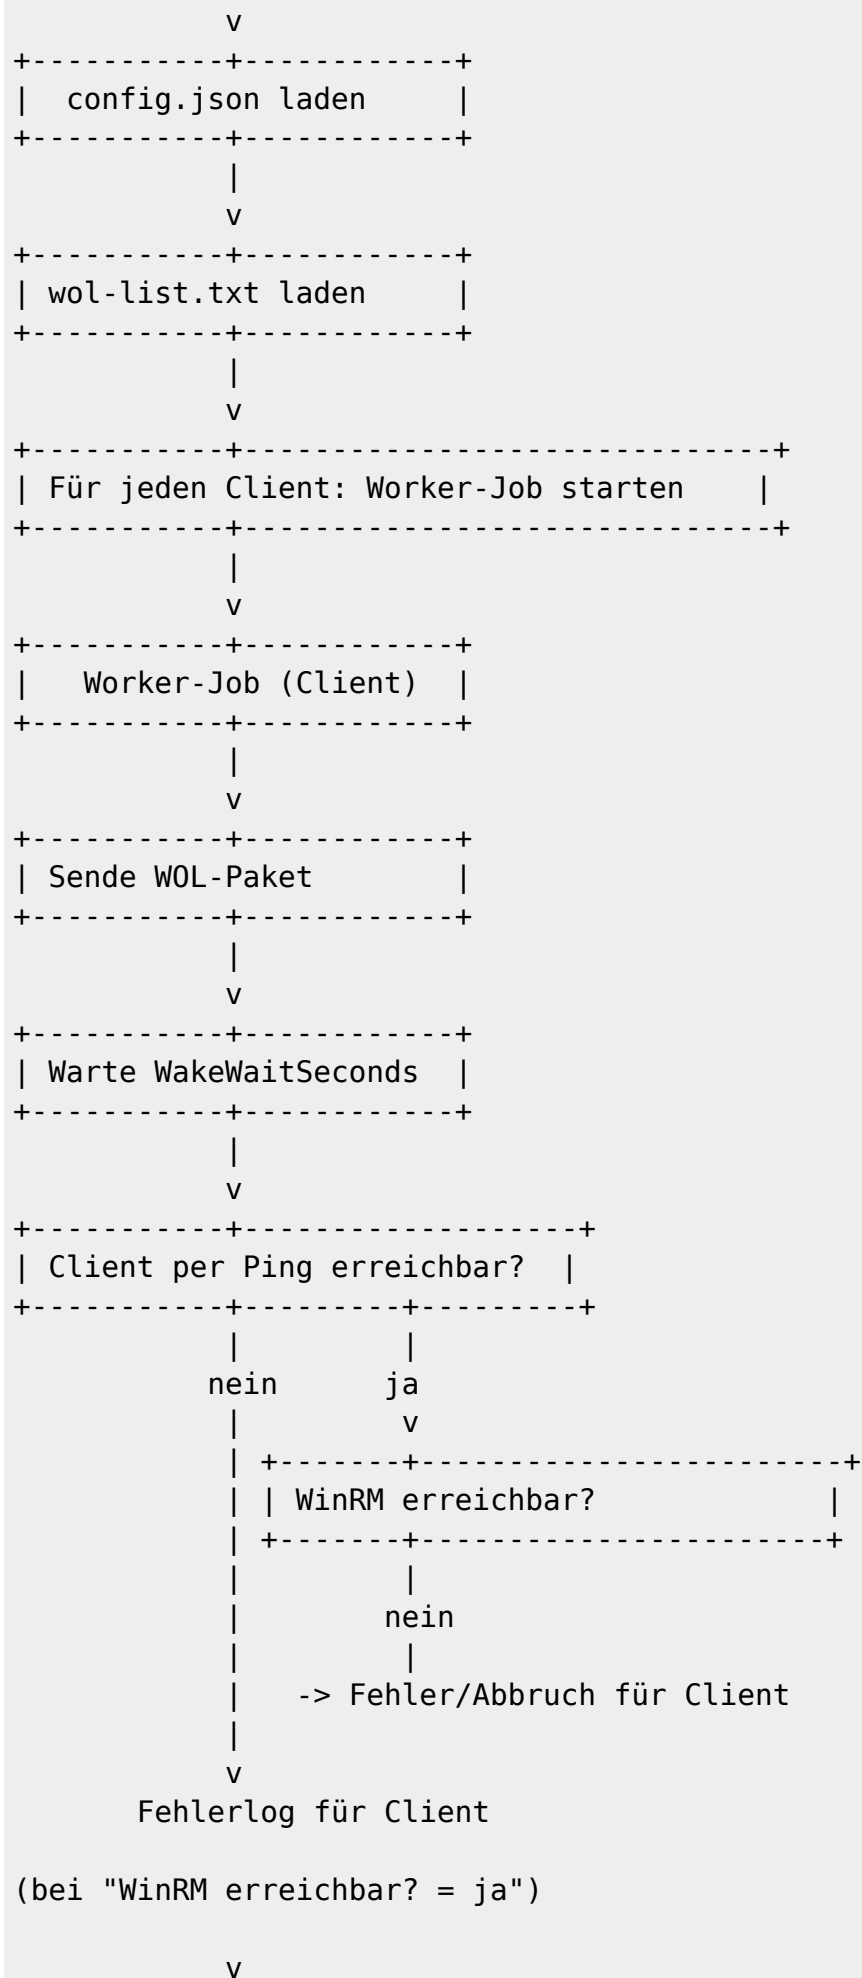 v
+-----------+------------+
|  config.json laden     |
+-----------+------------+
            |
            v
+-----------+------------+
| wol-list.txt laden     |
+-----------+------------+
            |
            v
+-----------+------------------------------+
| Für jeden Client: Worker-Job starten    |
+-----------+------------------------------+
            |
            v
+-----------+------------+
|   Worker-Job (Client)  |
+-----------+------------+
            |
            v
+-----------+------------+
| Sende WOL-Paket        |
+-----------+------------+
            |
            v
+-----------+------------+
| Warte WakeWaitSeconds  |
+-----------+------------+
            |
            v
+-----------+-------------------+
| Client per Ping erreichbar?  |
+-----------+---------+---------+
            |         |
           nein      ja
            |         v
            | +-------+------------------------+
            | | WinRM erreichbar?             |
            | +-------+-----------------------+
            |         |
            |        nein
            |         |
            |   -> Fehler/Abbruch für Client
            |
            v
       Fehlerlog für Client
(bei "WinRM erreichbar? = ja")
            v